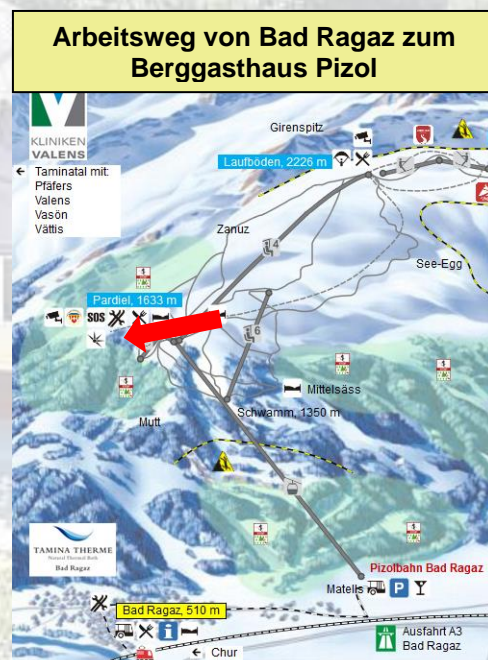 Arbeitsweg von Bad Ragaz zum
Berggasthaus Pizol
KLINIKEN
VALENS
← Taminatal mit:
Pfäfers
Valens
Vasön
Vättis
Girenspitz
Laufböden, 2226 m
Zanuz
4
See-Egg
Pardiel, 1633 m
SOS
6
Mittelsäss
Schwamm, 1350 m
Mutt
TAMINA THERME
Bad Ragaz
Pizolbahn Bad Ragaz
Matells
P
Bad Ragaz, 510 m
i
Ausfahrt A3
Bad Ragaz
← Chur